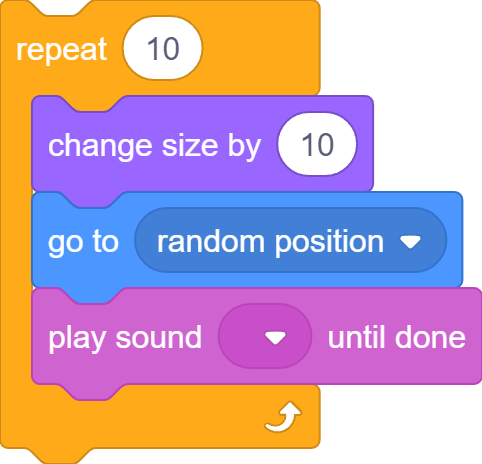 repeat 10
change size by 10
go to random position
play sound until done